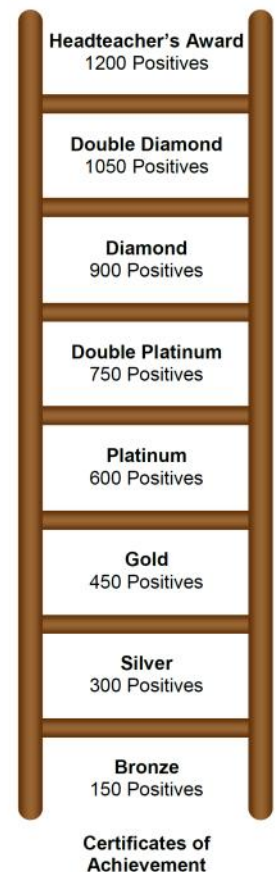 Headteacher's Award
1200 Positives
Double Diamond
1050 Positives
Diamond
900 Positives
Double Platinum
750 Positives
Platinum
600 Positives
Gold
450 Positives
Silver
300 Positives
Bronze
150 Positives
Certificates of
Achievement